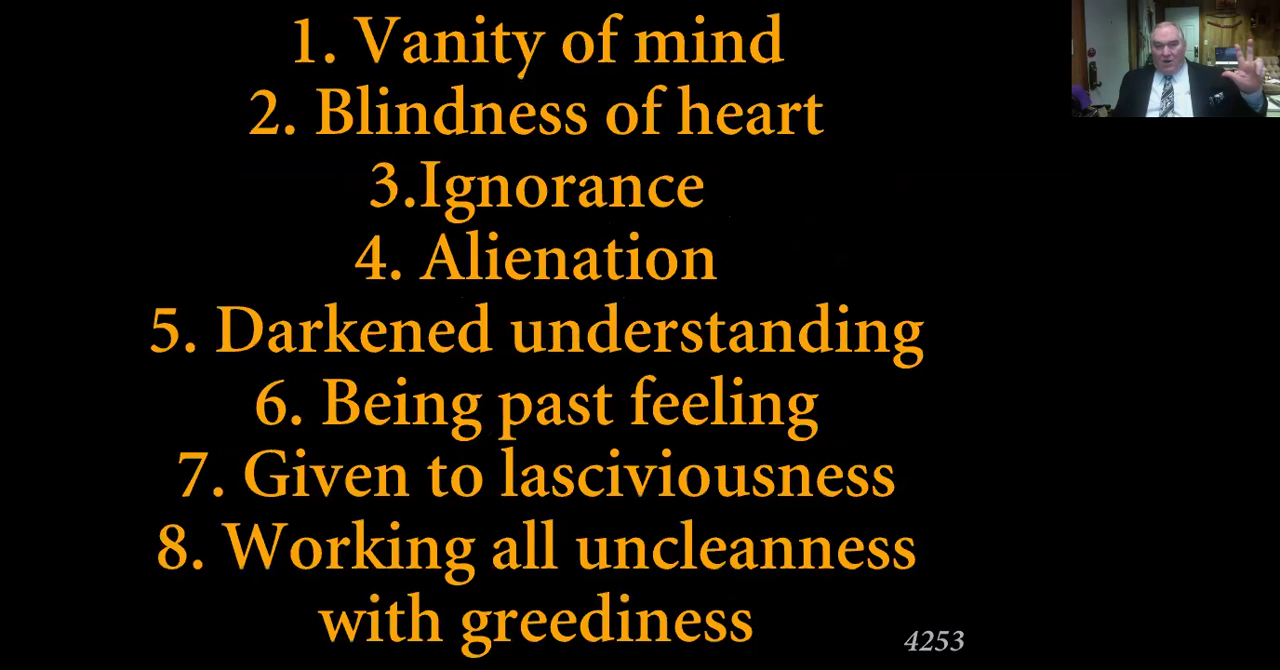 1. Vanity of mind
2. Blindness of heart
3.Ignorance
4. Alienation
5. Darkened understanding
6. Being past feeling
7. Given to lasciviousness
8. Working all uncleanness
with greediness
4253